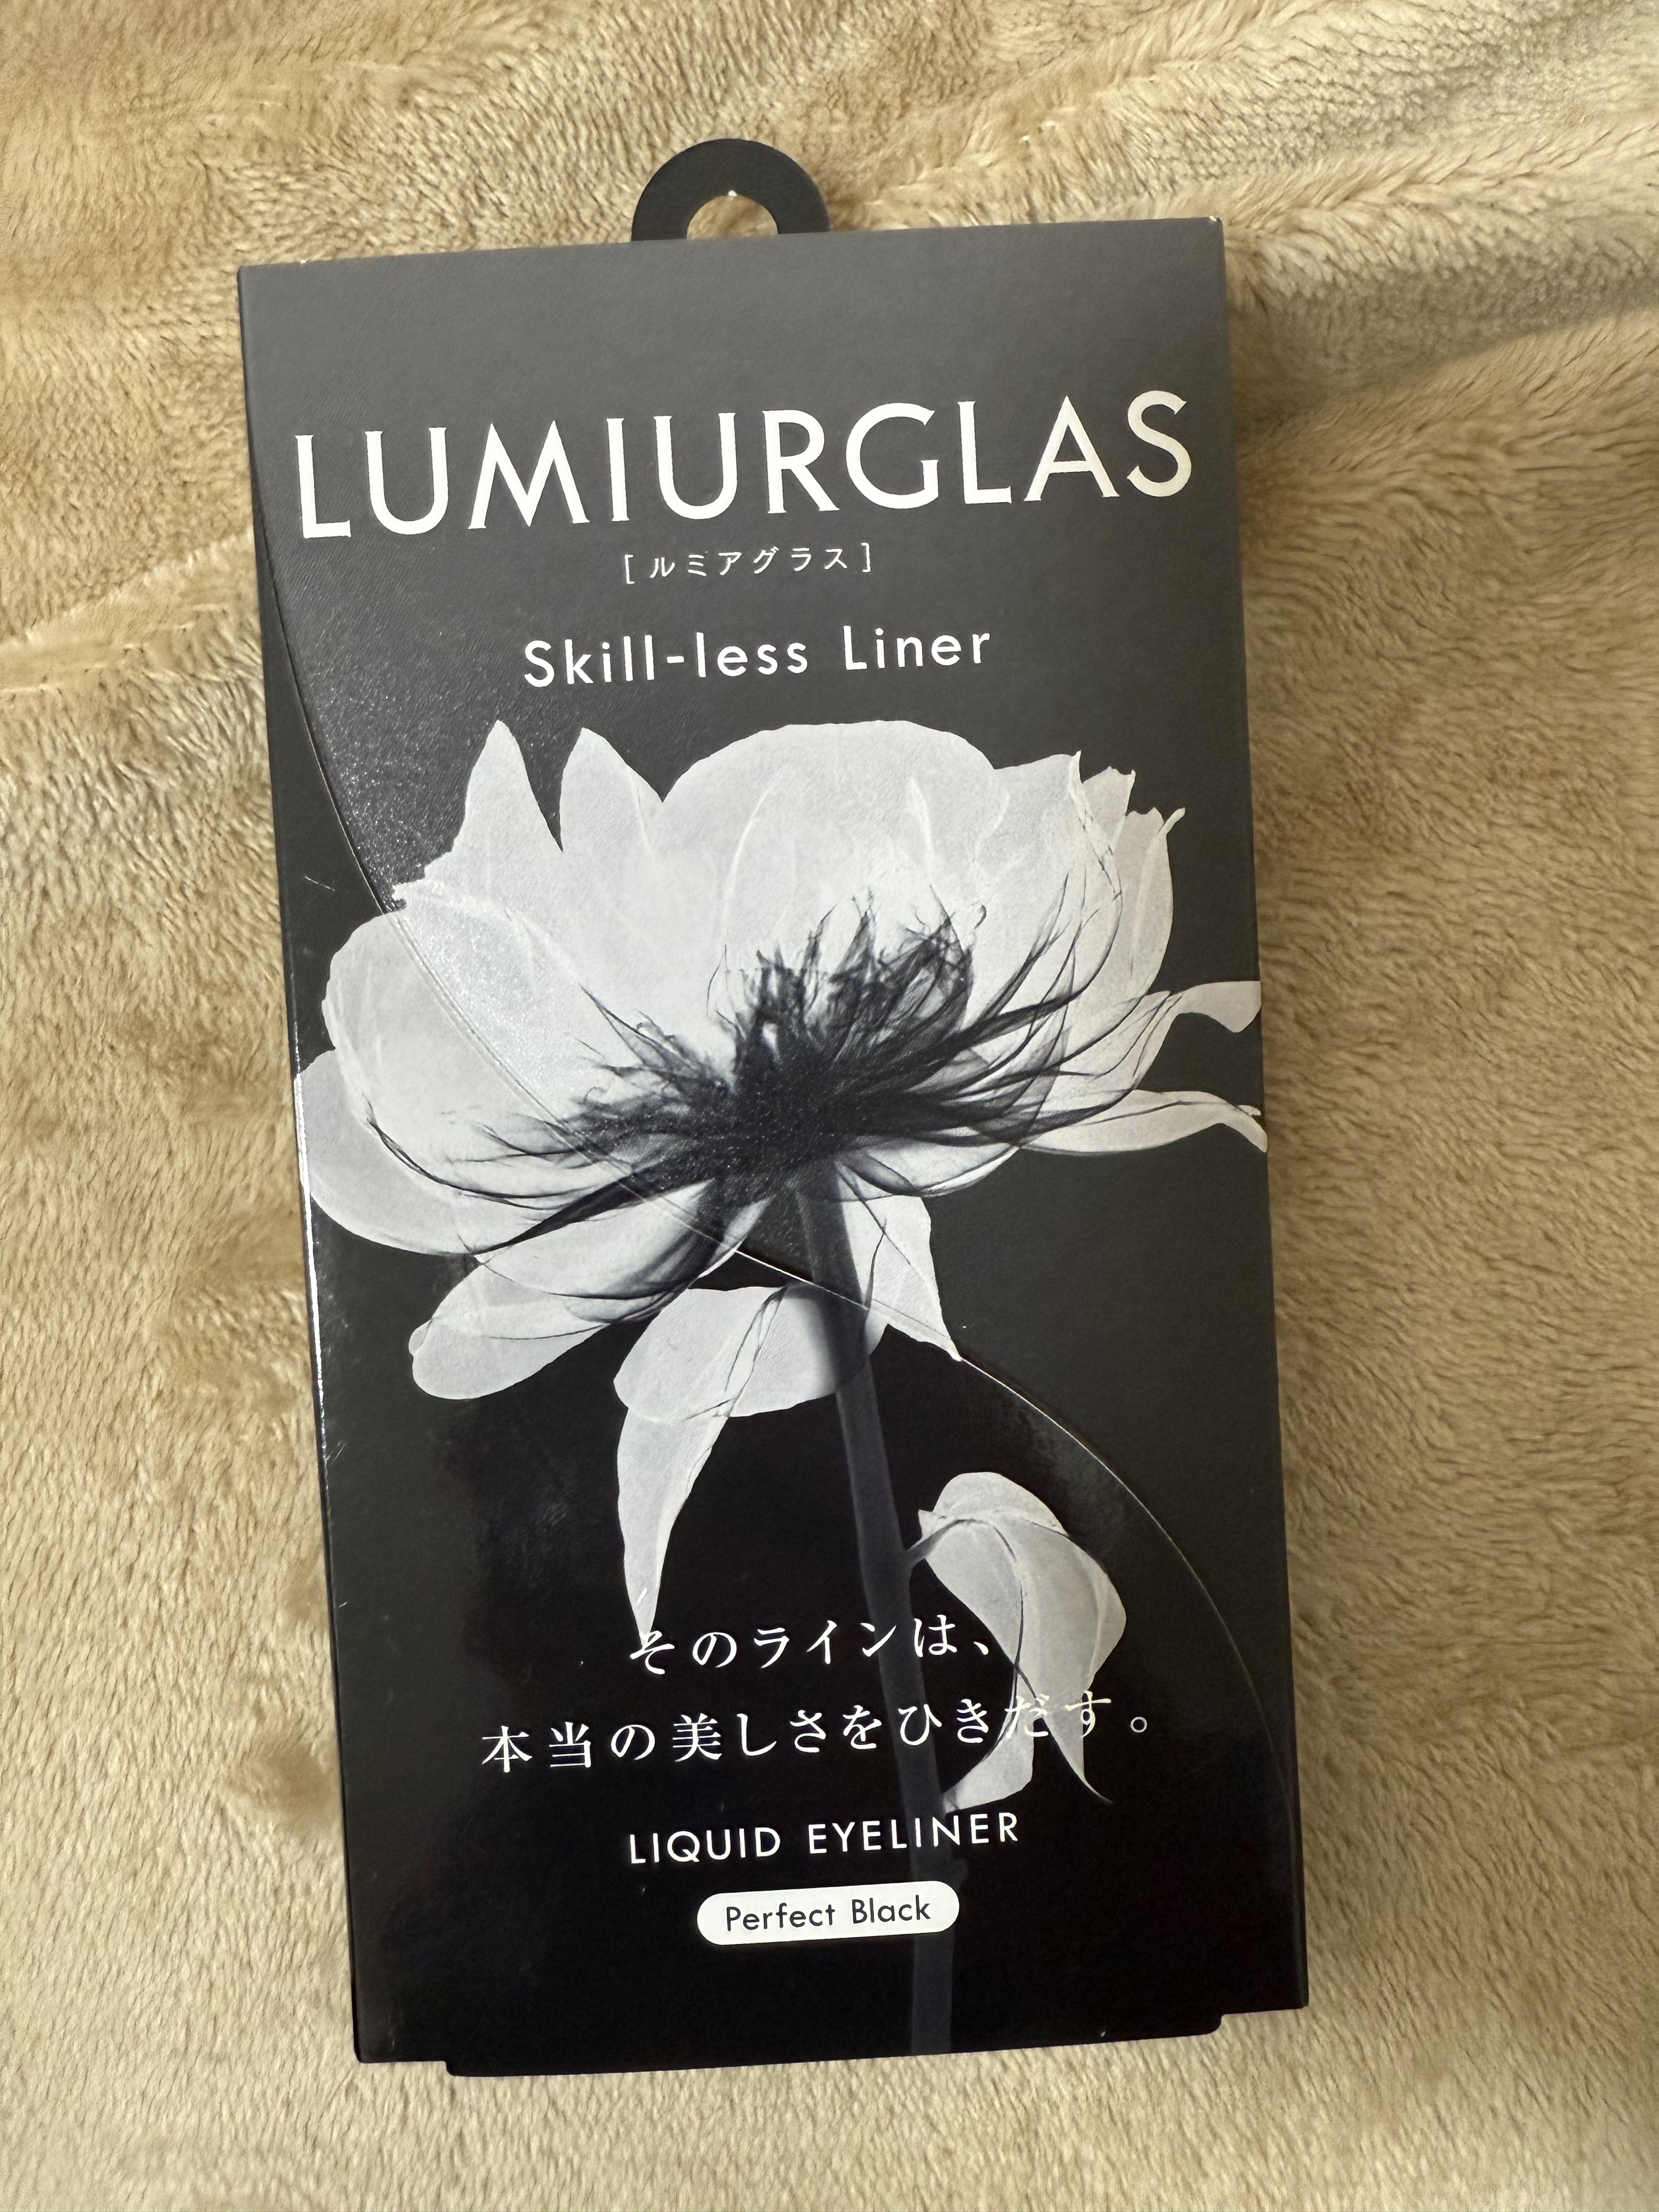 LUMIURGLAS
[ルミアグラス]
Skill-less Liner
そのラインは、
本当の美しさをひきだす。
LIQUID EYELINER
Perfect Black